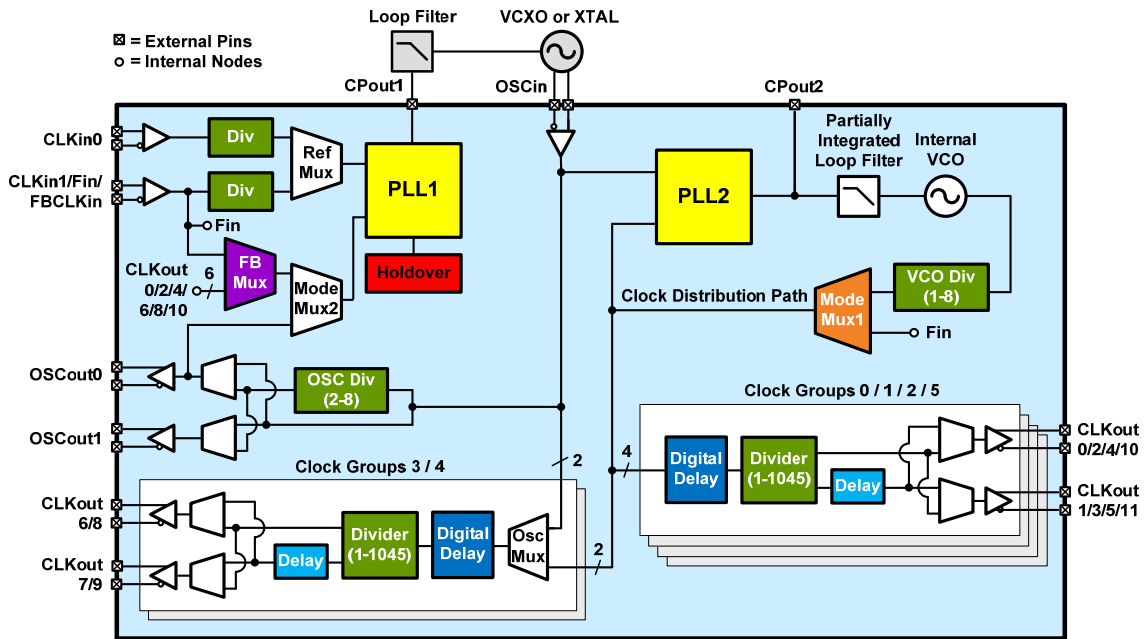 Loop Filter
VCXO or XTAL
= External Pins
= Internal Nodes
CPout1
OSCin
CPout2
CLKin0
Div
Ref
Mux
PLL1
PLL2
Partially
Integrated
Loop Filter
Internal
VCO
CLKin1/Fin/
FBCLKin
Div
Fin
FB
Mux
6
CLKout
0/2/4/
6/8/10
Mode
Mux2
Holdover
Clock Distribution Path
Mode
Mux1
VCO Div
(1-8)
Fin
OSCout0
OSC Div
(2-8)
OSCout1
Clock Groups 3 / 4
2
Clock Groups 0 / 1 / 2 / 5
4
Digital
Delay
Divider
(1-1045)
Delay
CLKout
0/2/4/10
CLKout
1/3/5/11
CLKout
6/8
CLKout
7/9
Delay
Divider
(1-1045)
Digital
Delay
Osc
Mux
2